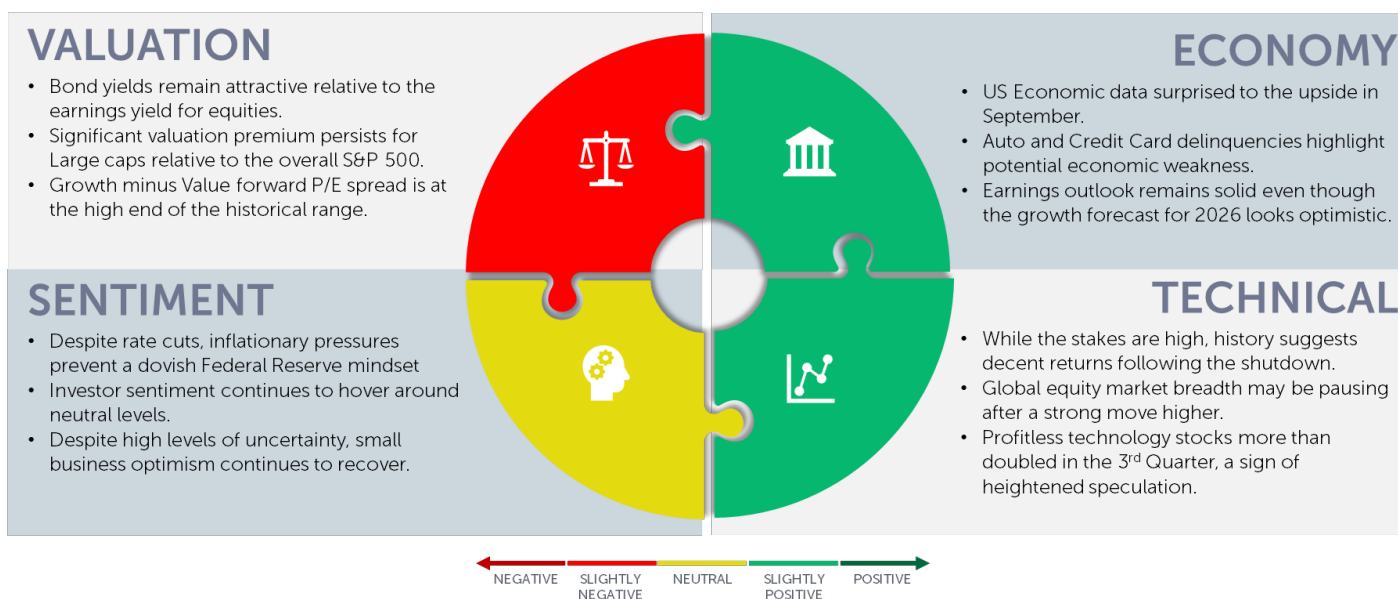 VALUATION
• Bond yields remain attractive relative to the
earnings yield for equities.
• Significant valuation premium persists for
Large caps relative to the overall S&P 500.
• Growth minus Value forward P/E spread is at
the high end of the historical range.
ECONOMY
• US Economic data surprised to the upside in
September.
• Auto and Credit Card delinquencies highlight
potential economic weakness.
• Earnings outlook remains solid even though
the growth forecast for 2026 looks optimistic.
SENTIMENT
• Despite rate cuts, inflationary pressures
prevent a dovish Federal Reserve mindset
• Investor sentiment continues to hover around
neutral levels.
• Despite high levels of uncertainty, small
business optimism continues to recover.
TECHNICAL
• While the stakes are high, history suggests
decent returns following the shutdown.
• Global equity market breadth may be pausing
after a strong move higher.
• Profitless technology stocks more than
doubled in the 3rd Quarter, a sign of
heightened speculation.
NEGATIVE
SLIGHTLY
NEGATIVE
NEUTRAL
SLIGHTLY
POSITIVE
POSITIVE